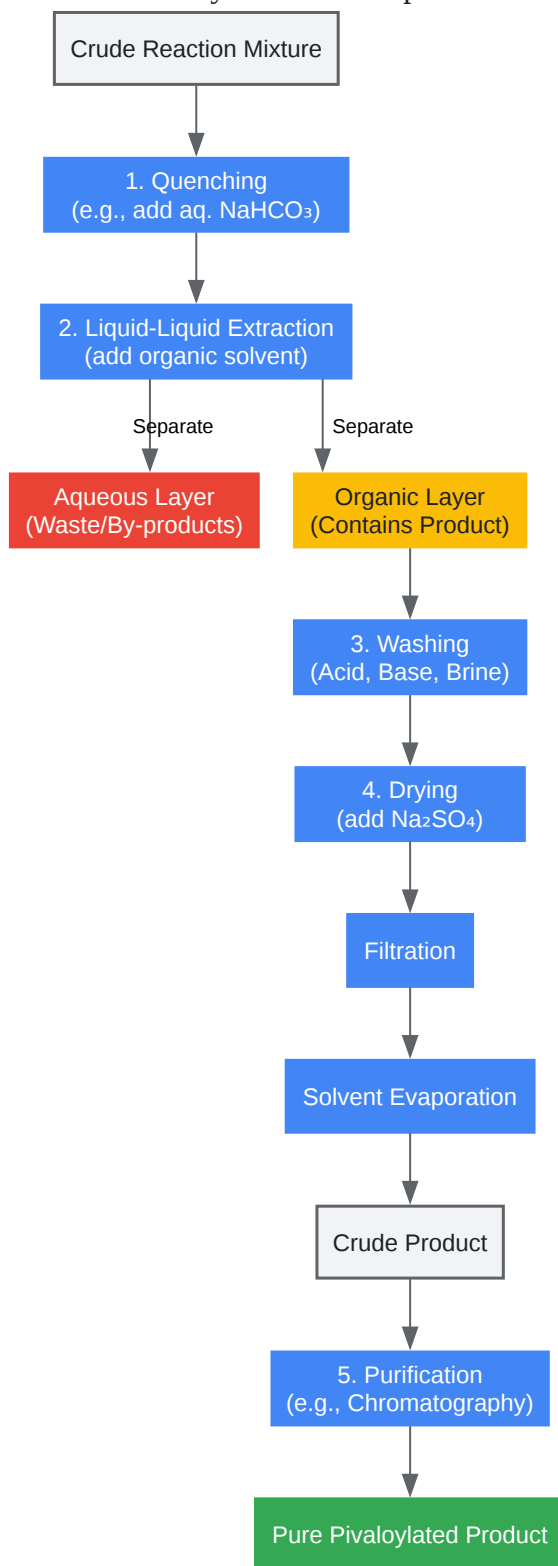 Crude Reaction Mixture
1. Quenching
(e.g., add aq. NaHCO₃)
2. Liquid-Liquid Extraction
(add organic solvent)
Separate
Separate
Aqueous Layer
(Waste/By-products)
Organic Layer
(Contains Product)
3. Washing
(Acid, Base, Brine)
4. Drying
(add Na₂SO₄)
Filtration
Solvent Evaporation
Crude Product
5. Purification
(e.g., Chromatography)
Pure Pivaloylated Product